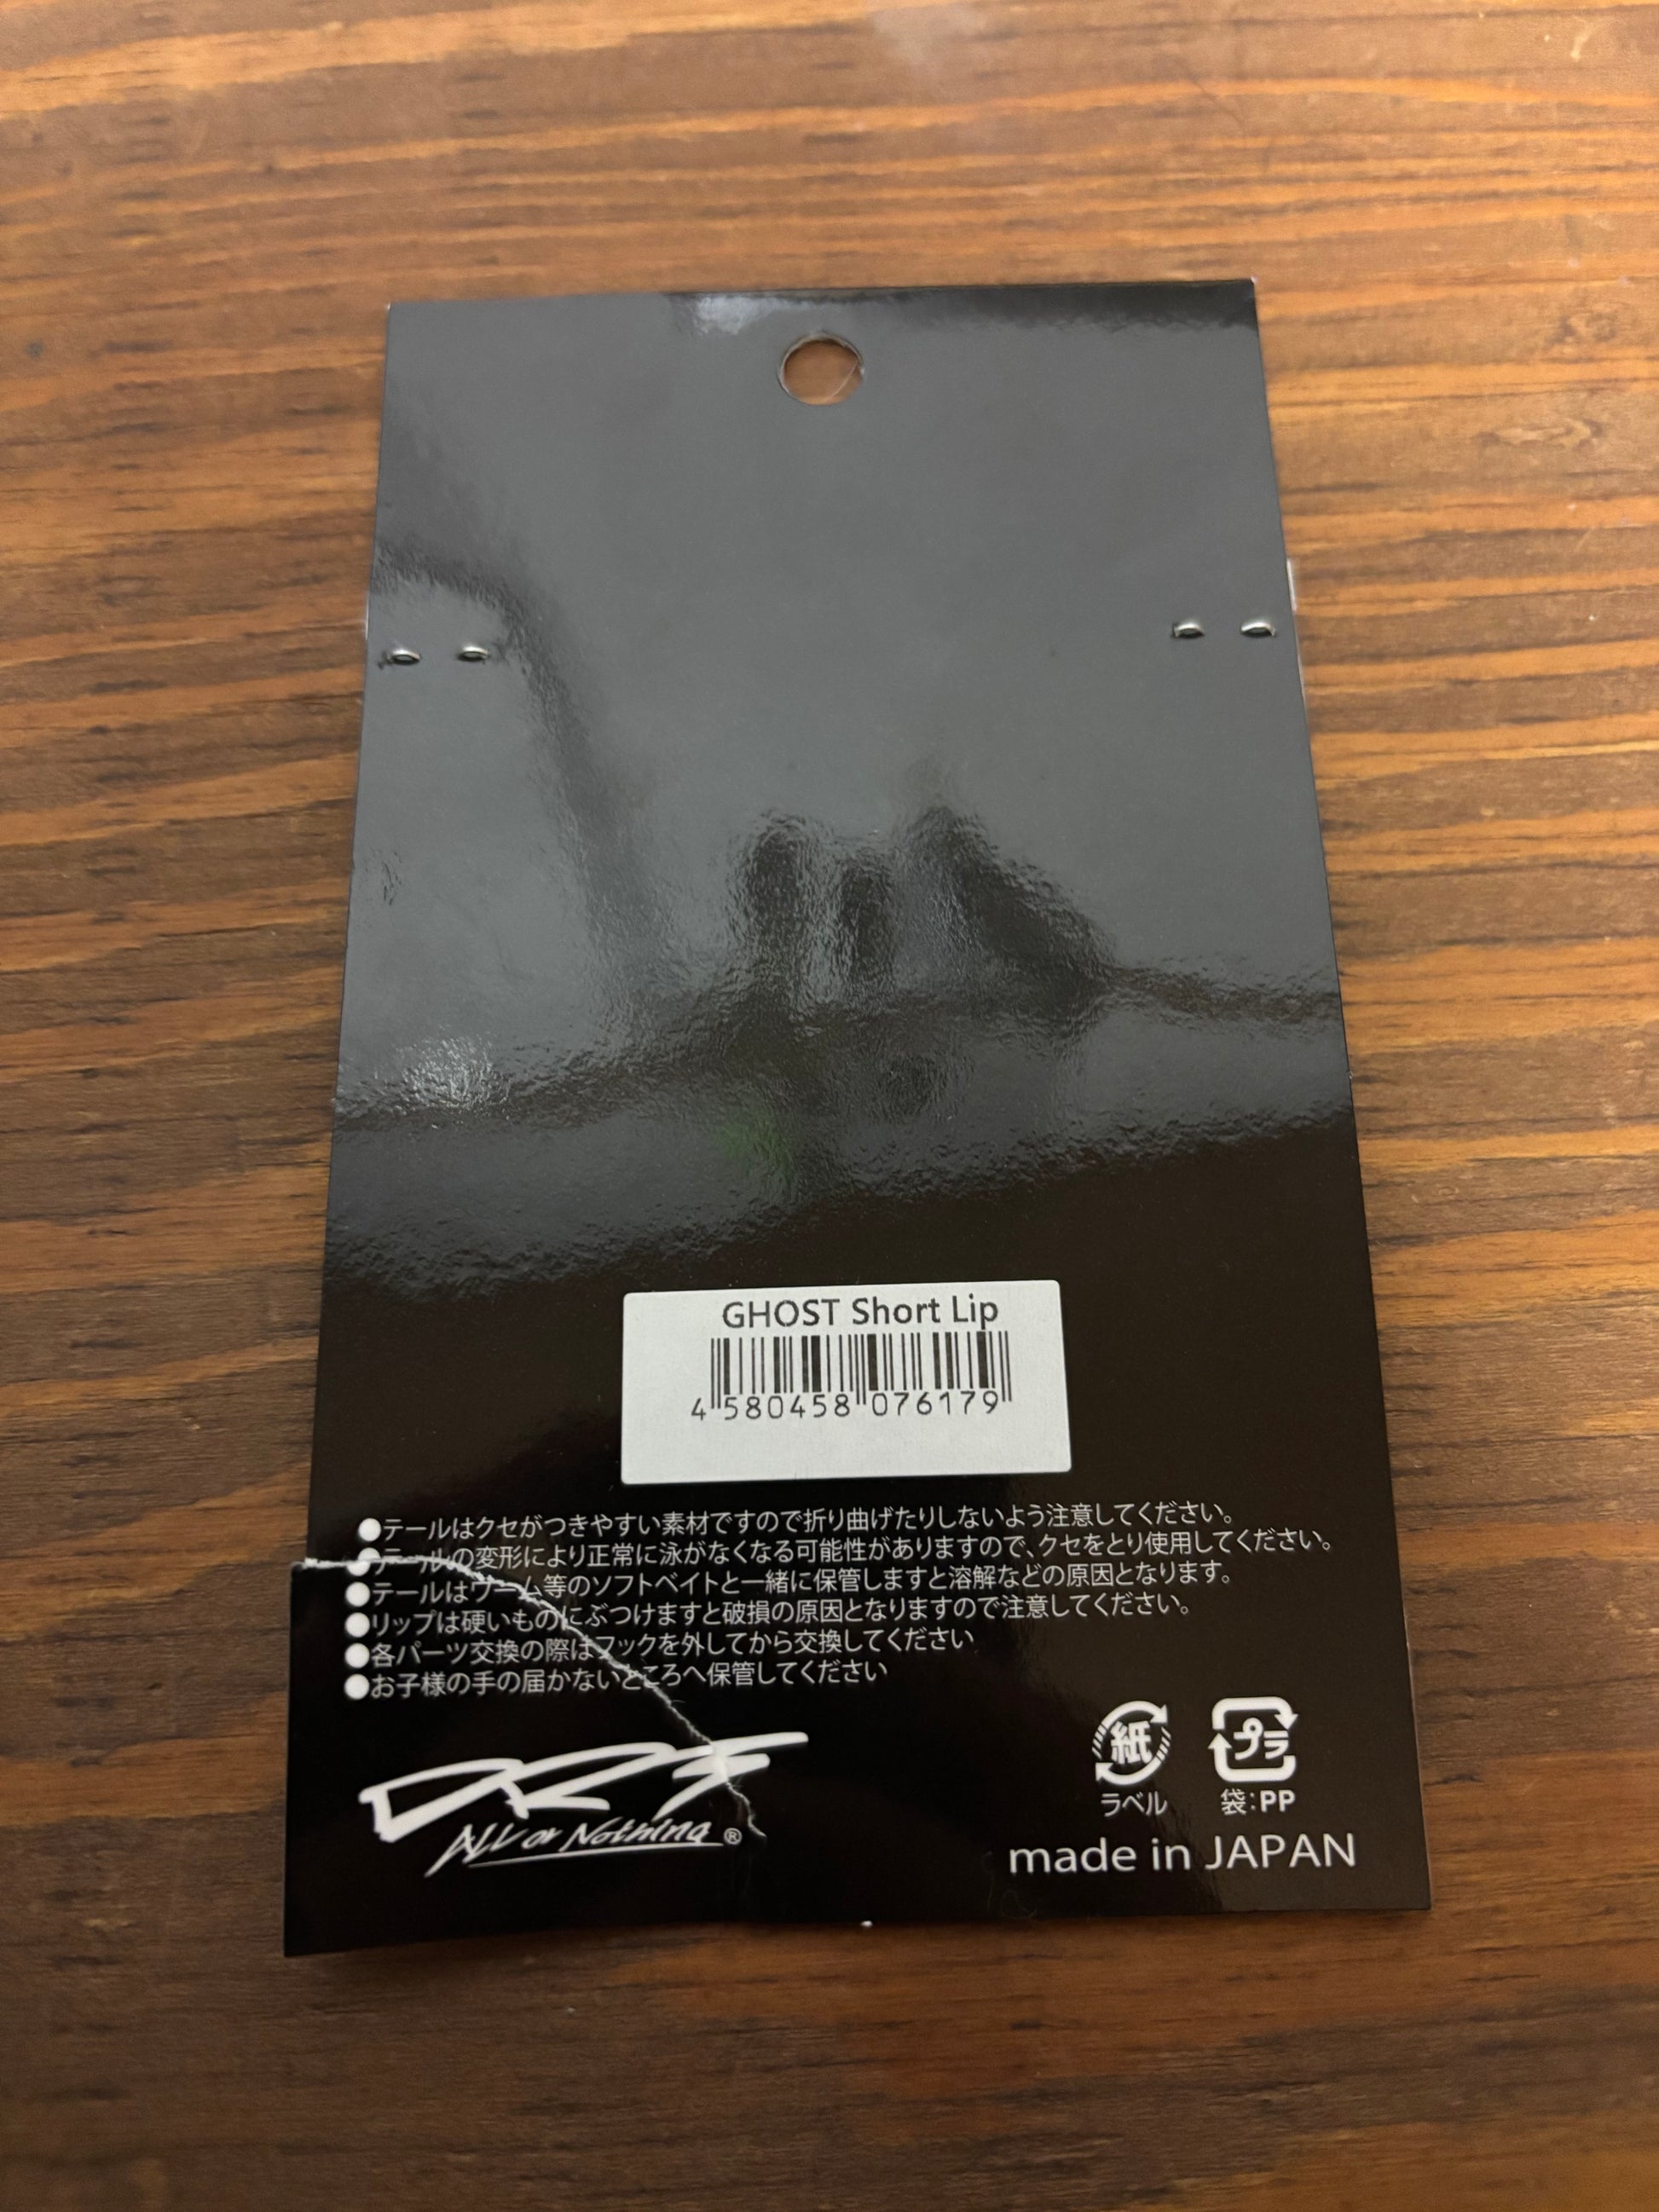 GHOST Short Lip
4 580458 076179
●テールはクセがつきやすい素材ですので折り曲げたりしないよう注意してください。
●テールの変形により正常に泳がなくなる可能性がありますので、クセをとり使用してください。
●テールはワーム等のソフトベイトと一緒に保管しますと溶解などの原因となります。
●リップは硬いものにぶつけますと破損の原因となりますので注意してください。
●各パーツ交換の際はフックを外してから交換してください
●お子様の手の届かないところへ保管してください
DRT
ALL or Nothing ®
紙 プラ
ラベル 袋:PP
made in JAPAN